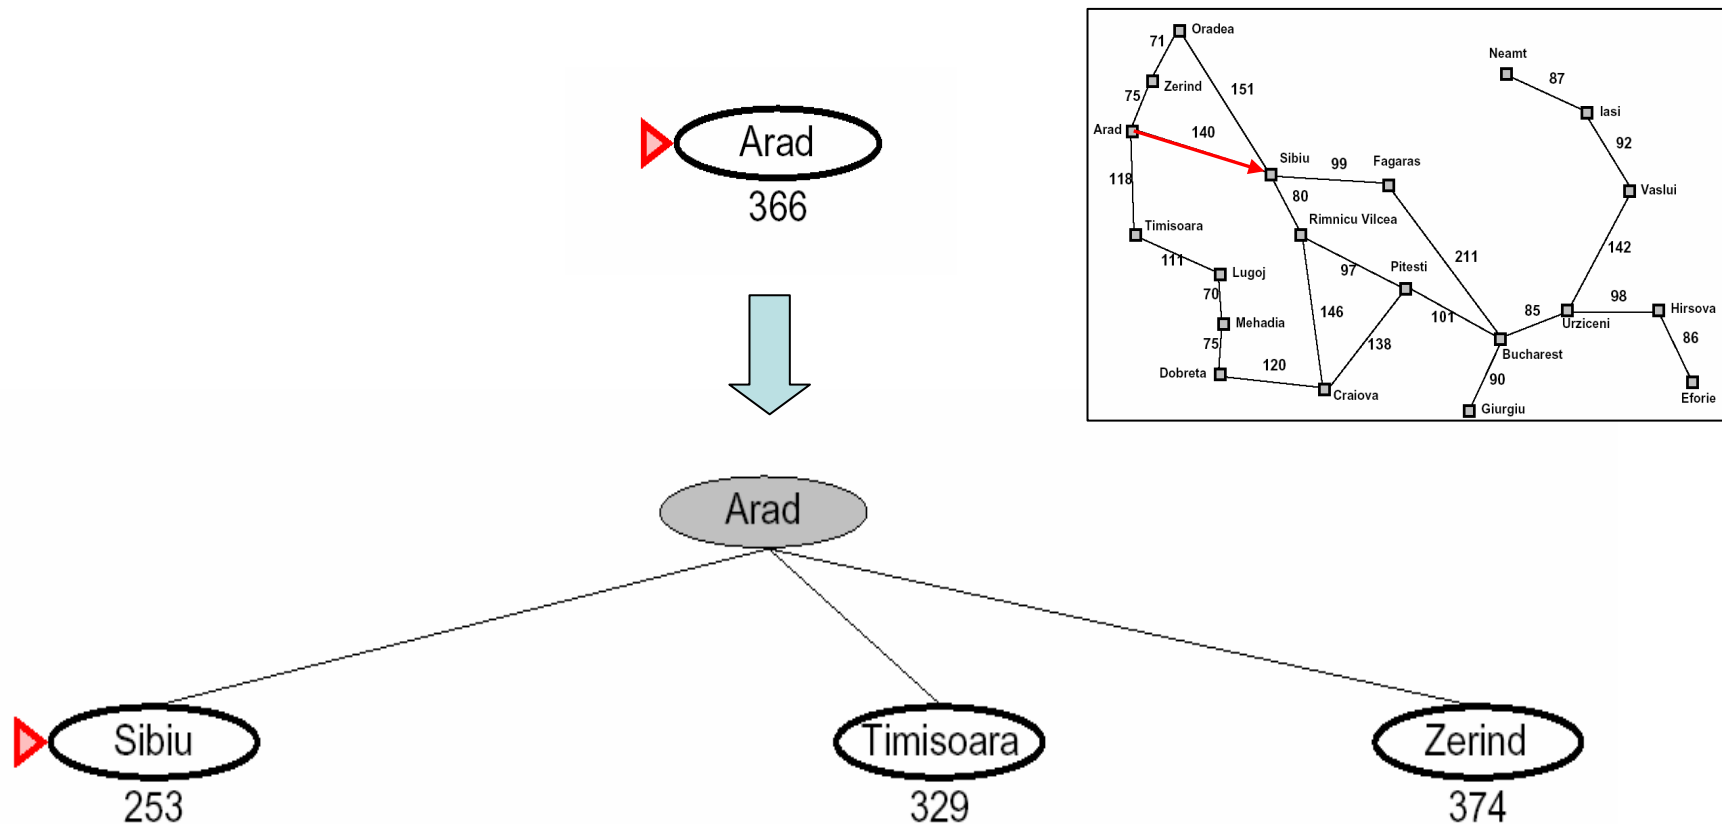 Arad
366
Oradea
71
Neamt
87
Zerind
75
151
Iasi
Arad
140
92
Sibiu
99
Fagaras
118
80
Vaslui
Rimnicu Vilcea
Timisoara
142
111
211
Lugoj
97
Pitesti
70
98
Hirsova
146
101
85
Urziceni
Mehadia
86
75
138
Bucharest
120
Dobreta
90
Craiova
Eforie
Giurgiu
Arad
Sibiu
Timisoara
Zerind
253
329
374